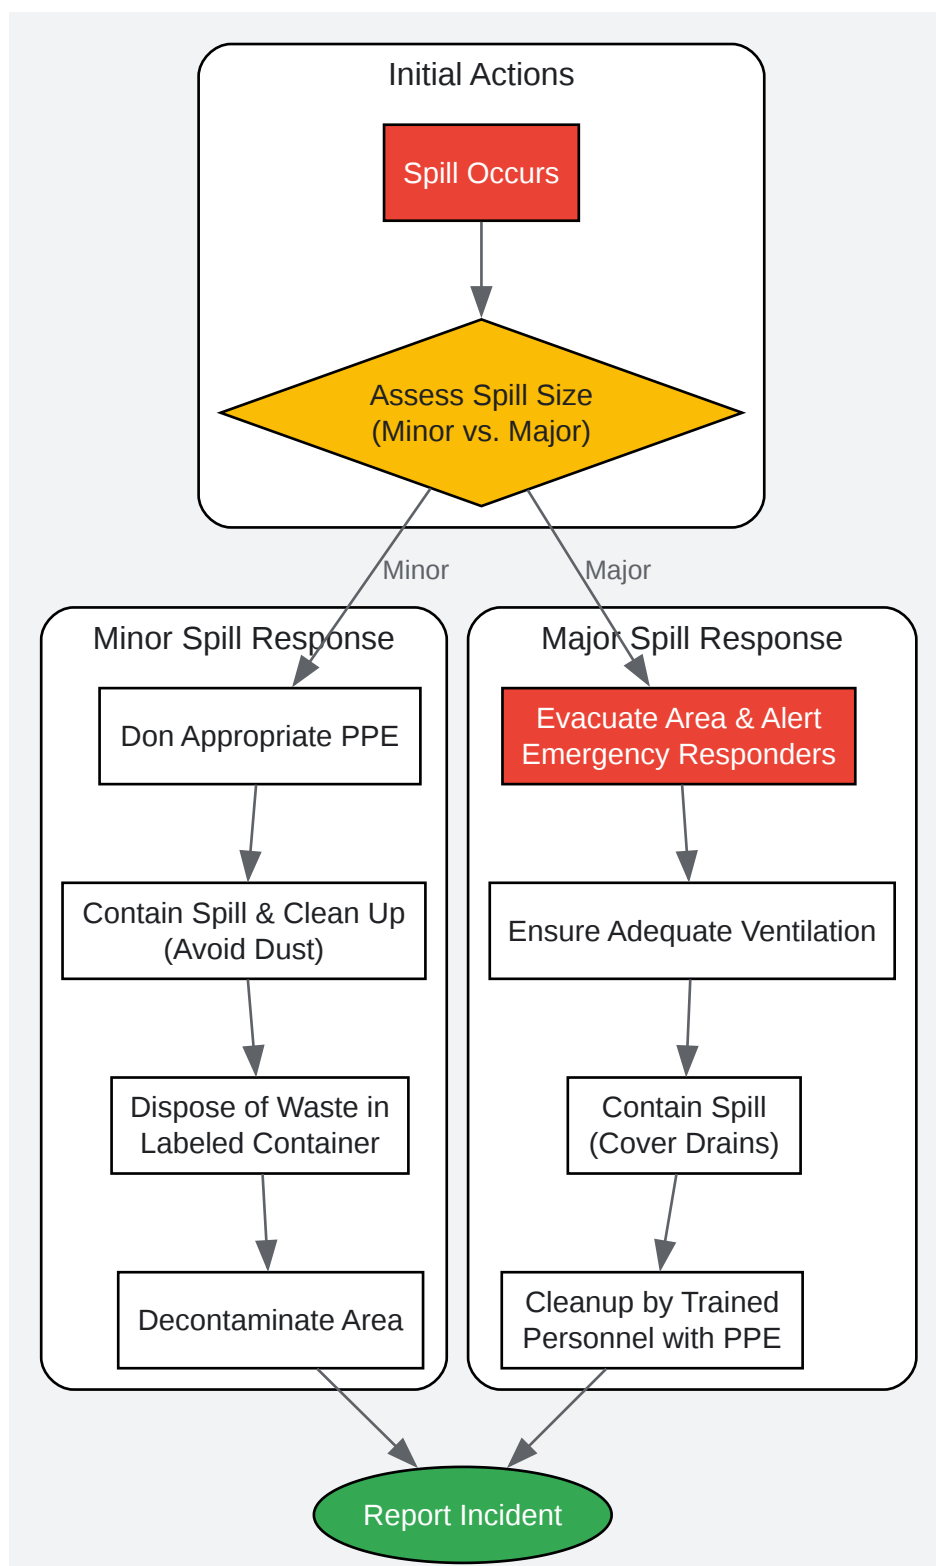 Initial Actions
Spill Occurs
Assess Spill Size
(Minor vs. Major)
Minor
Major
Minor Spill Response
Don Appropriate PPE
Contain Spill & Clean Up
(Avoid Dust)
Dispose of Waste in
Labeled Container
Decontaminate Area
Major Spill Response
Evacuate Area & Alert
Emergency Responders
Ensure Adequate Ventilation
Contain Spill
(Cover Drains)
Cleanup by Trained
Personnel with PPE
Report Incident